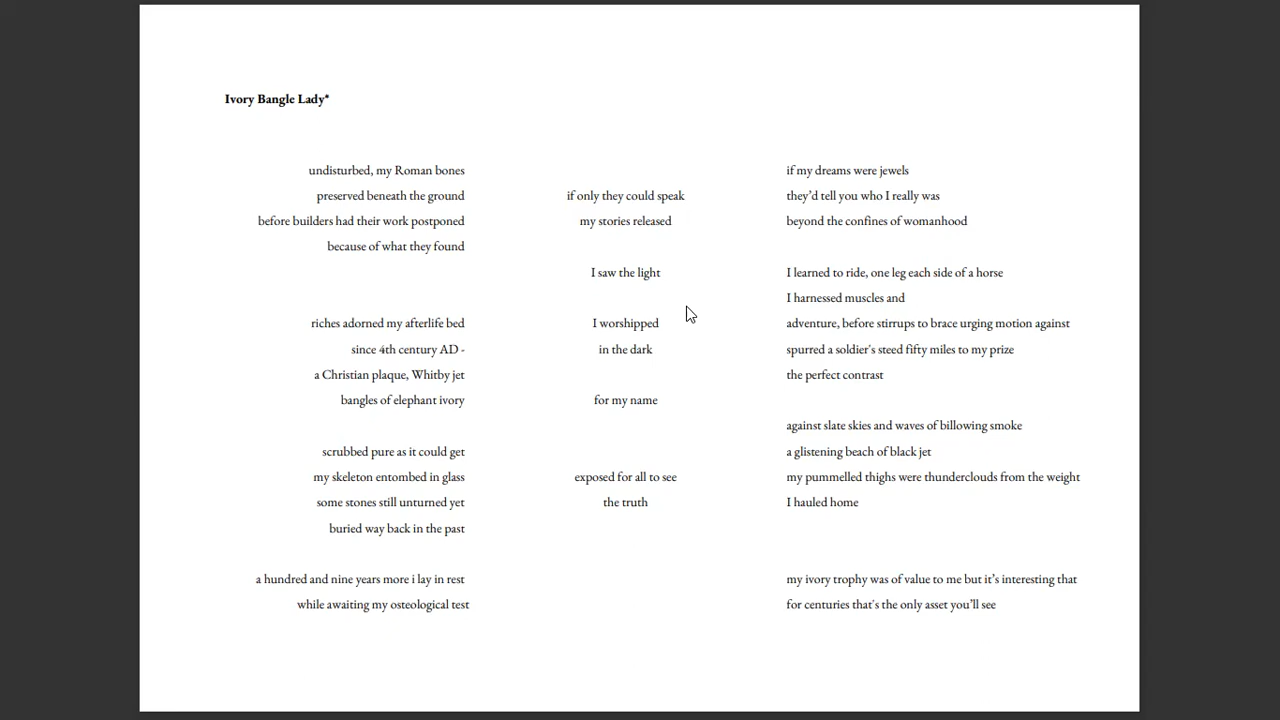 Ivory Bangle Lady*
undisturbed, my Roman bones
preserved beneath the ground
before builders had their work postponed
because of what they found
riches adorned my afterlife bed
since 4th century AD -
a Christian plaque, Whitby jet
bangles of elephant ivory
scrubbed pure as it could get
my skeleton entombed in glass
some stones still unturned yet
buried way back in the past
a hundred and nine years more i lay in rest
while awaiting my osteological test
if only they could speak
my stories released
I saw the light
I worshipped
in the dark
for my name
exposed for all to see
the truth
if my dreams were jewels
they’d tell you who I really was
beyond the confines of womanhood
I learned to ride, one leg each side of a horse
I harnessed muscles and
adventure, before stirrups to brace urging motion against
spurred a soldier's steed fifty miles to my prize
the perfect contrast
against slate skies and waves of billowing smoke
a glistening beach of black jet
my pummelled thighs were thunderclouds from the weight
I hauled home
my ivory trophy was of value to me but it’s interesting that
for centuries that's the only asset you’ll see